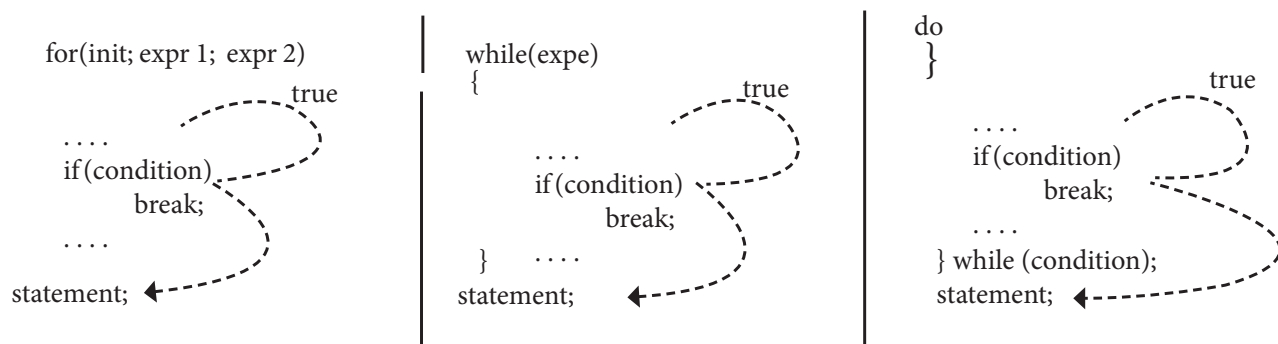 for(init; expr 1; expr 2)
true
. . . .
if (condition)
break;
. . . .
statement;
while(expe)
{
true
. . . .
if (condition)
break;
} . . . .
statement;
do
}
true
. . . .
if (condition)
break;
. . . .
} while (condition);
statement;